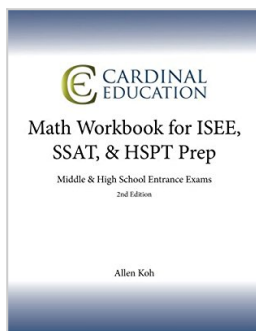 CARDINAL
EDUCATION
Math Workbook for ISEE,
SSAT, & HSPT Prep
Middle & High School Entrance Exams
2nd Edition
Allen Koh